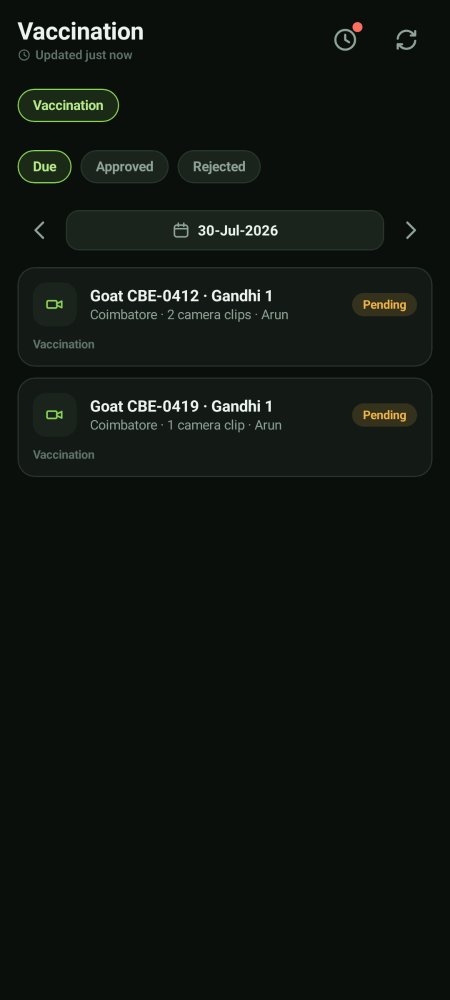 Vaccination
Updated just now
Vaccination
Due
Approved
Rejected
30-Jul-2026
Goat CBE-0412 · Gandhi 1
Coimbatore · 2 camera clips · Arun
Pending
Vaccination
Goat CBE-0419 · Gandhi 1
Coimbatore · 1 camera clip · Arun
Pending
Vaccination